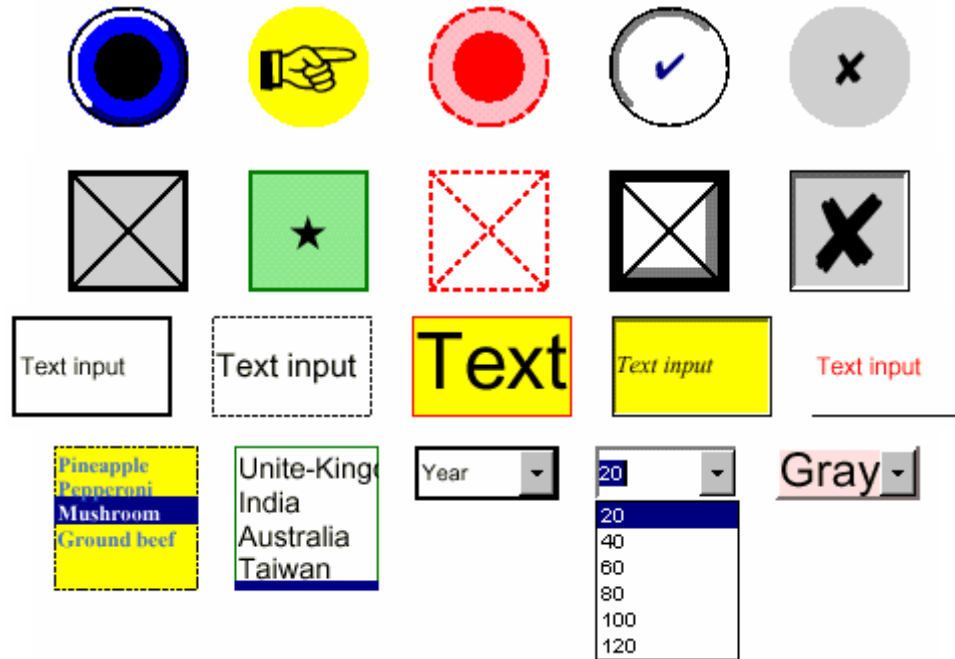 Text input
Text input
Text
Text input
Text input
Pineapple
Pepperoni
Mushroom
Ground beef
Unite-Kingd
India
Australia
Taiwan
Year
20
20
40
60
80
100
120
Gray